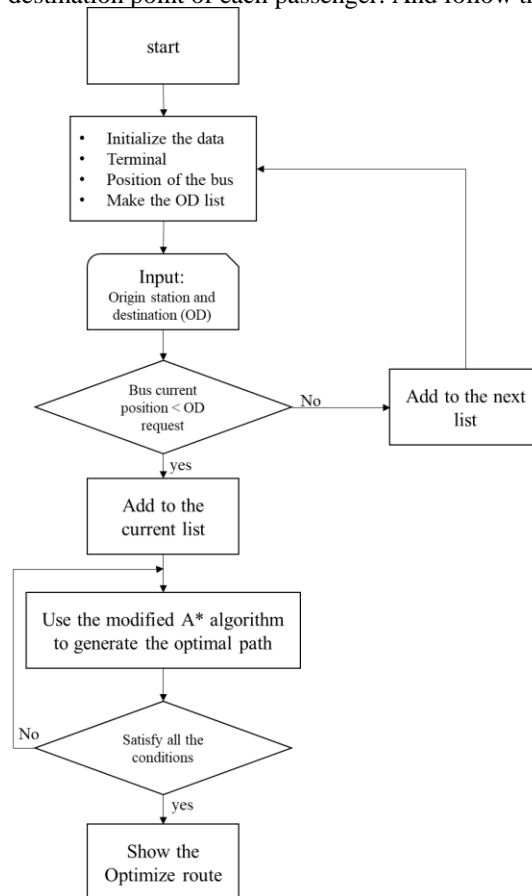 destination point of each passenger. And follow th
start
• Initialize the data
• Terminal
• Position of the bus
• Make the OD list
Input:
Origin station and
destination (OD)
Bus current
position < OD
request
No
Add to the next
list
yes
Add to the
current list
Use the modified A* algorithm
to generate the optimal path
No
Satisfy all the
conditions
yes
Show the
Optimize route